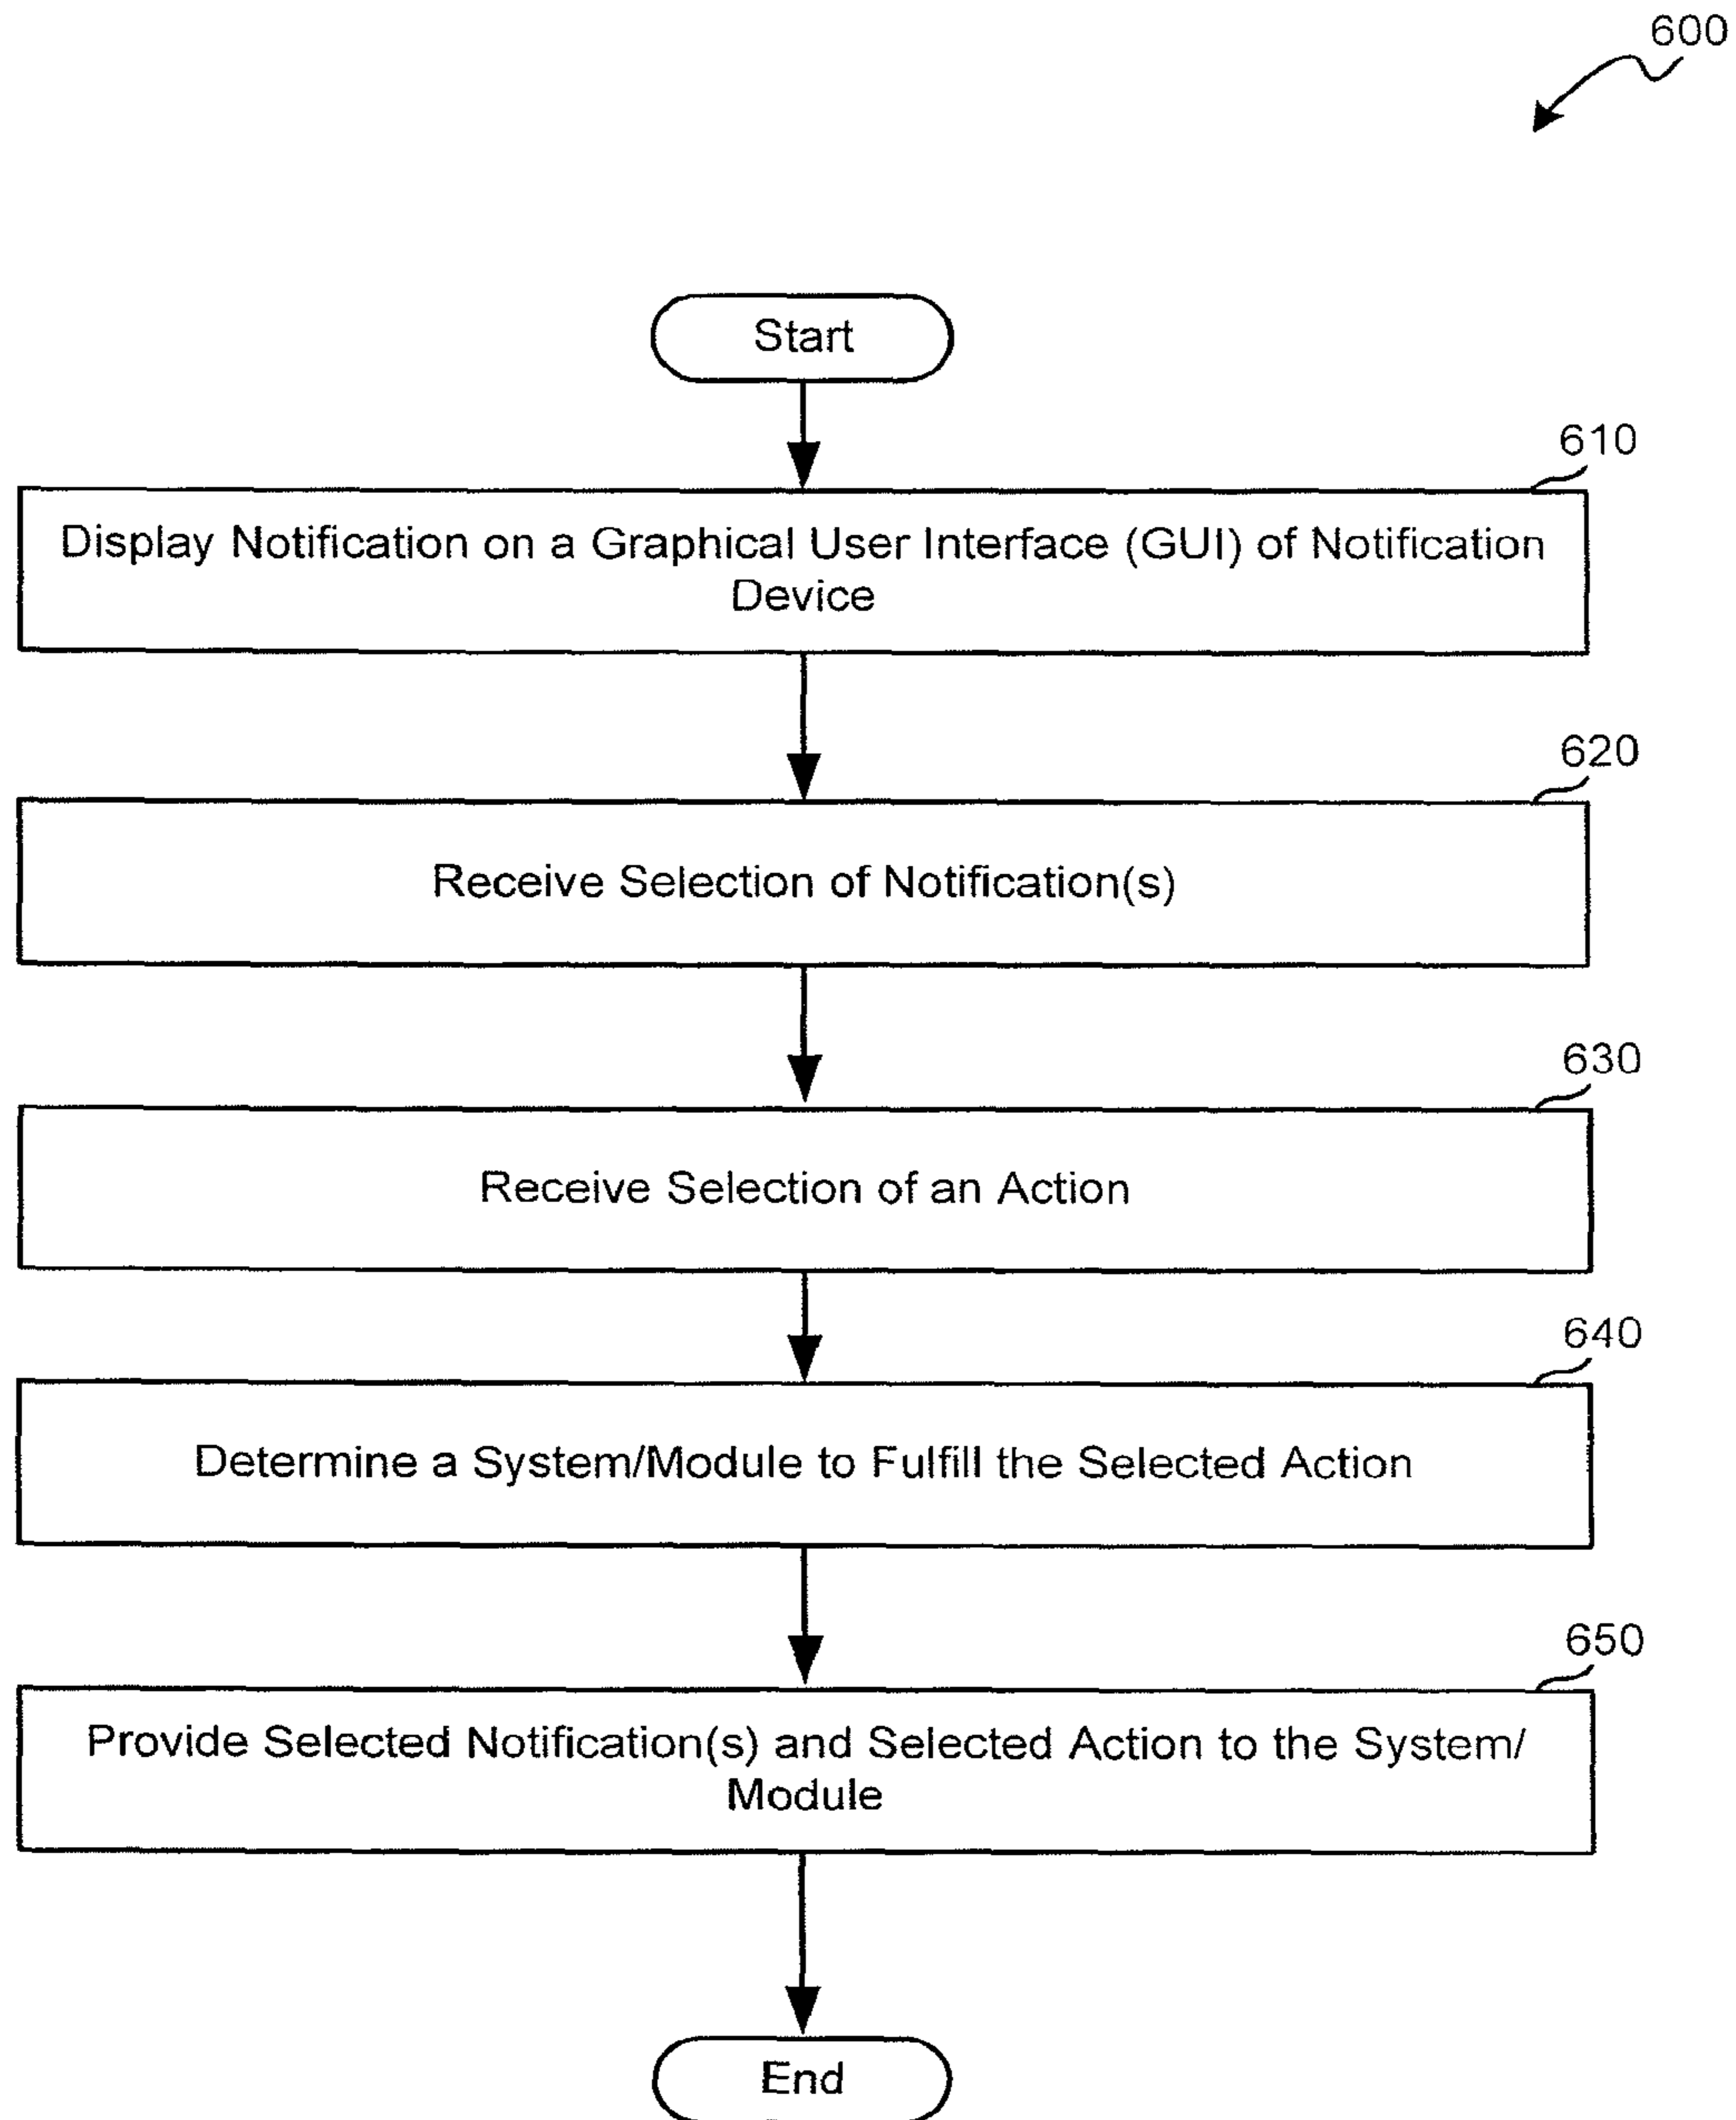 600
Start
610
Display Notification on a Graphical User Interface (GUI) of Notification
Device
620
Receive Selection of Notification(s)
630
Receive Selection of an Action
640
Determine a System/Module to Fulfill the Selected Action
650
Provide Selected Notification(s) and Selected Action to the System/
Module
End